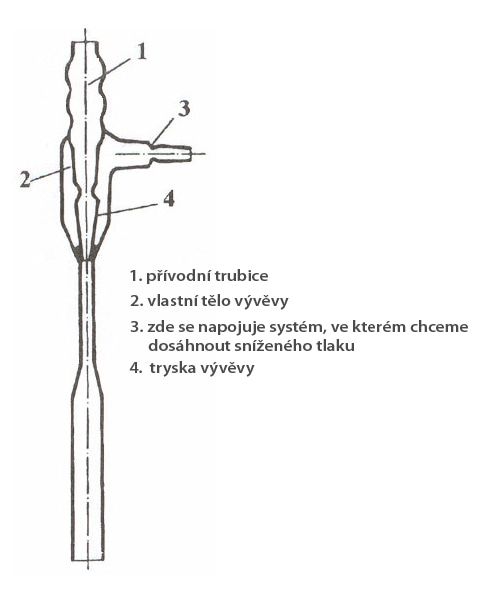 1
3
2
4
1. přívodní trubice
2. vlastní tělo vývěvy
3. zde se napojuje systém, ve kterém chceme
dosáhnout sníženého tlaku
4. tryska vývěvy